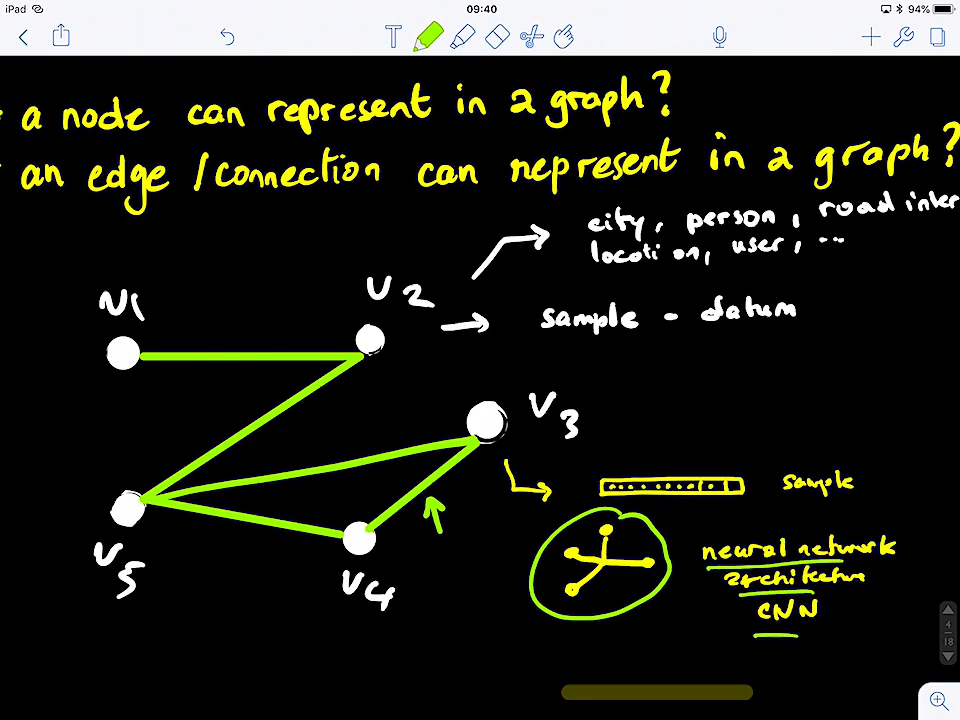 iPad 09:40 94%
T
a node can represent in a graph?
an edge / connection can represent in a graph?
city, person, road inter
location, user, ...
V1
V2
sample - datum
V3
sample
V5
V4
neural network
architecture
CNN
4
18